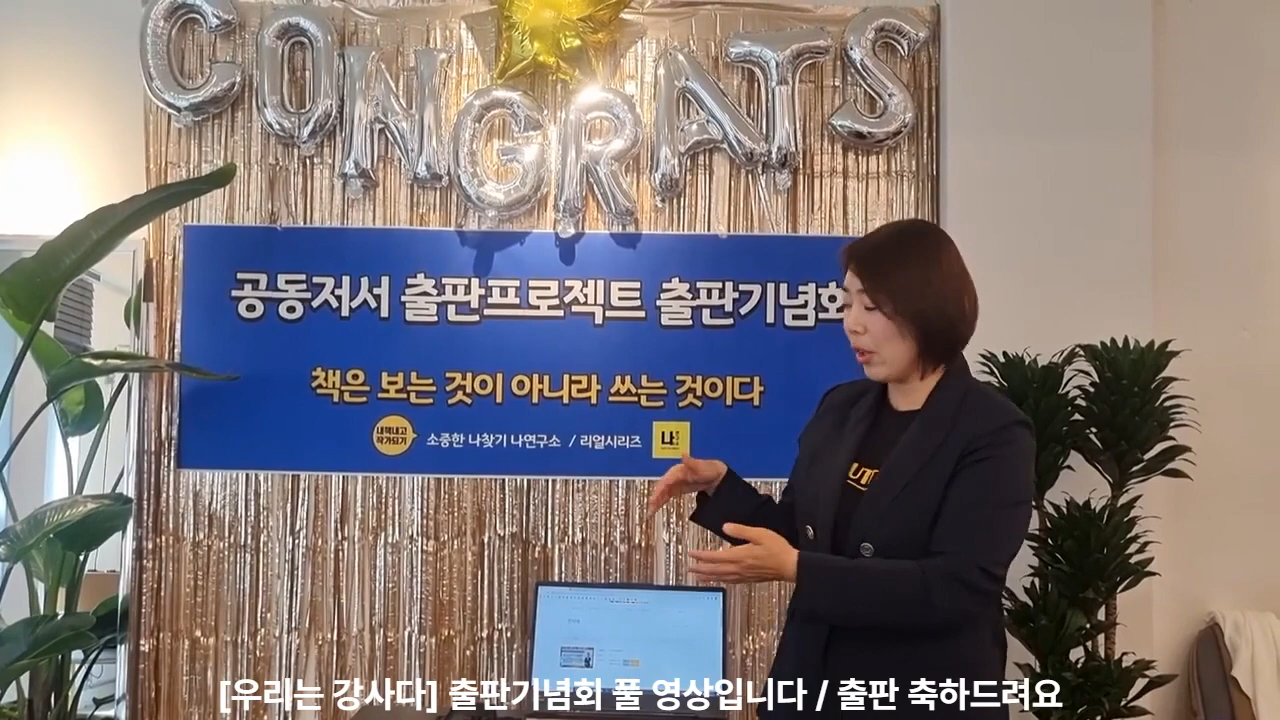 CONGRATS
공동저서 출판프로젝트 출판기념회
책은 보는 것이 아니라 쓰는 것이다
내책내고
작가되기
소중한 나찾기 나연구소 / 리얼시리즈
나
[우리는 강사다] 출판기념회 풀 영상입니다 / 출판 축하드려요